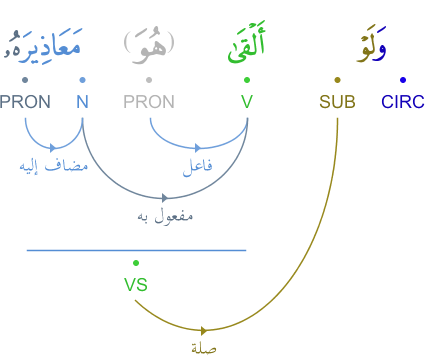 وَلَوْ أَلْقَىٰ (هُوَ) مَعَاذِيرَهُۥ
CIRC SUB V PRON N PRON
فاعل مضاف إليه
مفعول به
VS
صلة